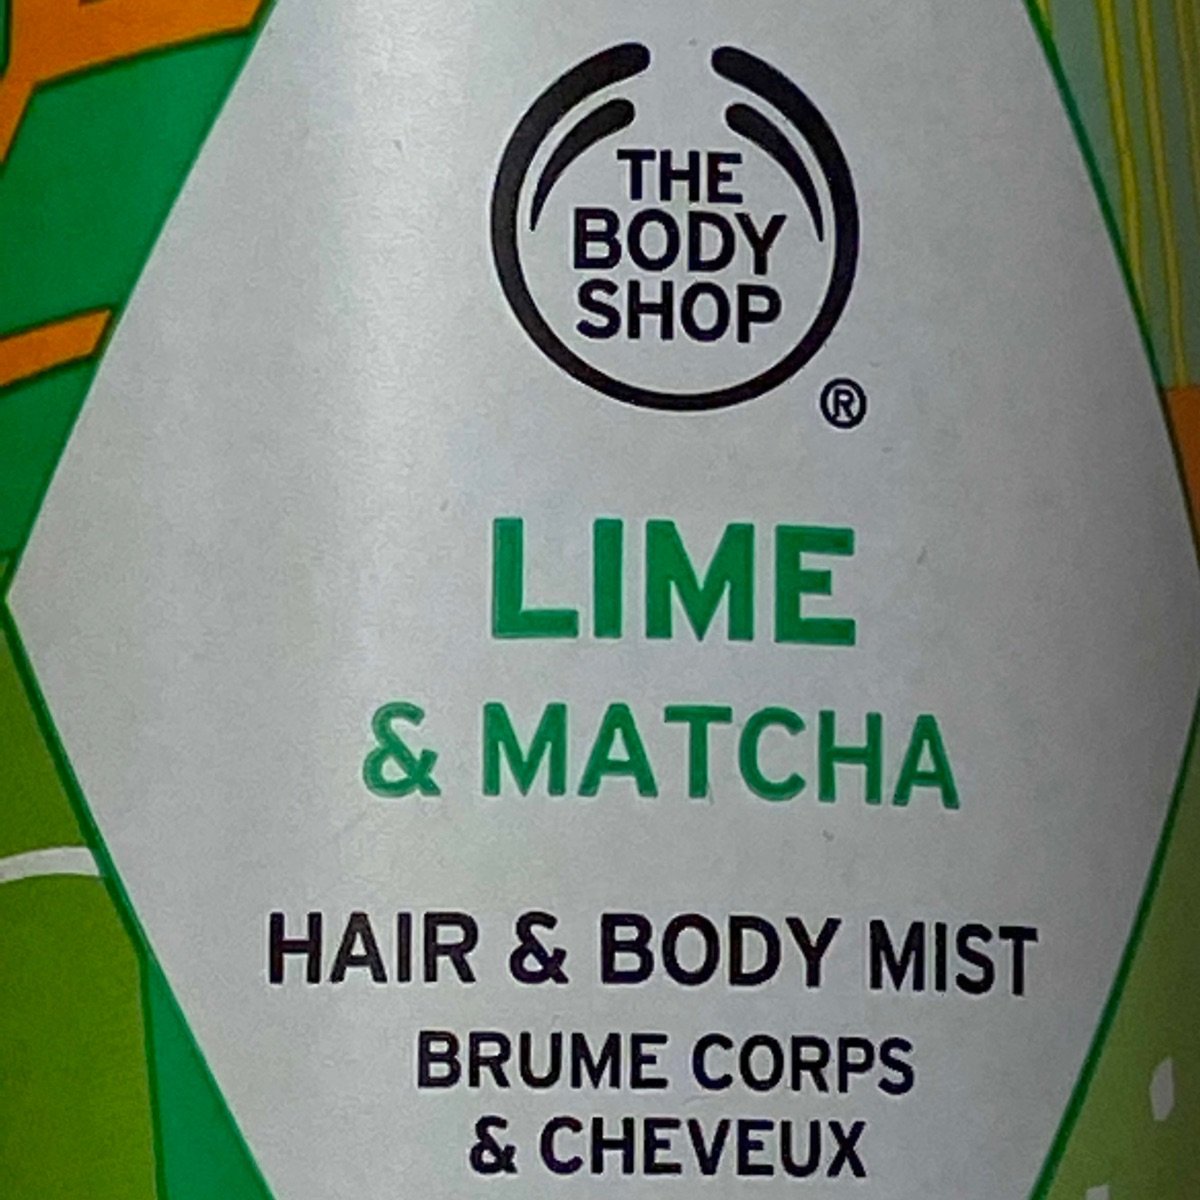 THE
BODY
SHOP
®
LIME
& MATCHA
HAIR & BODY MIST
BRUME CORPS
& CHEVEUX